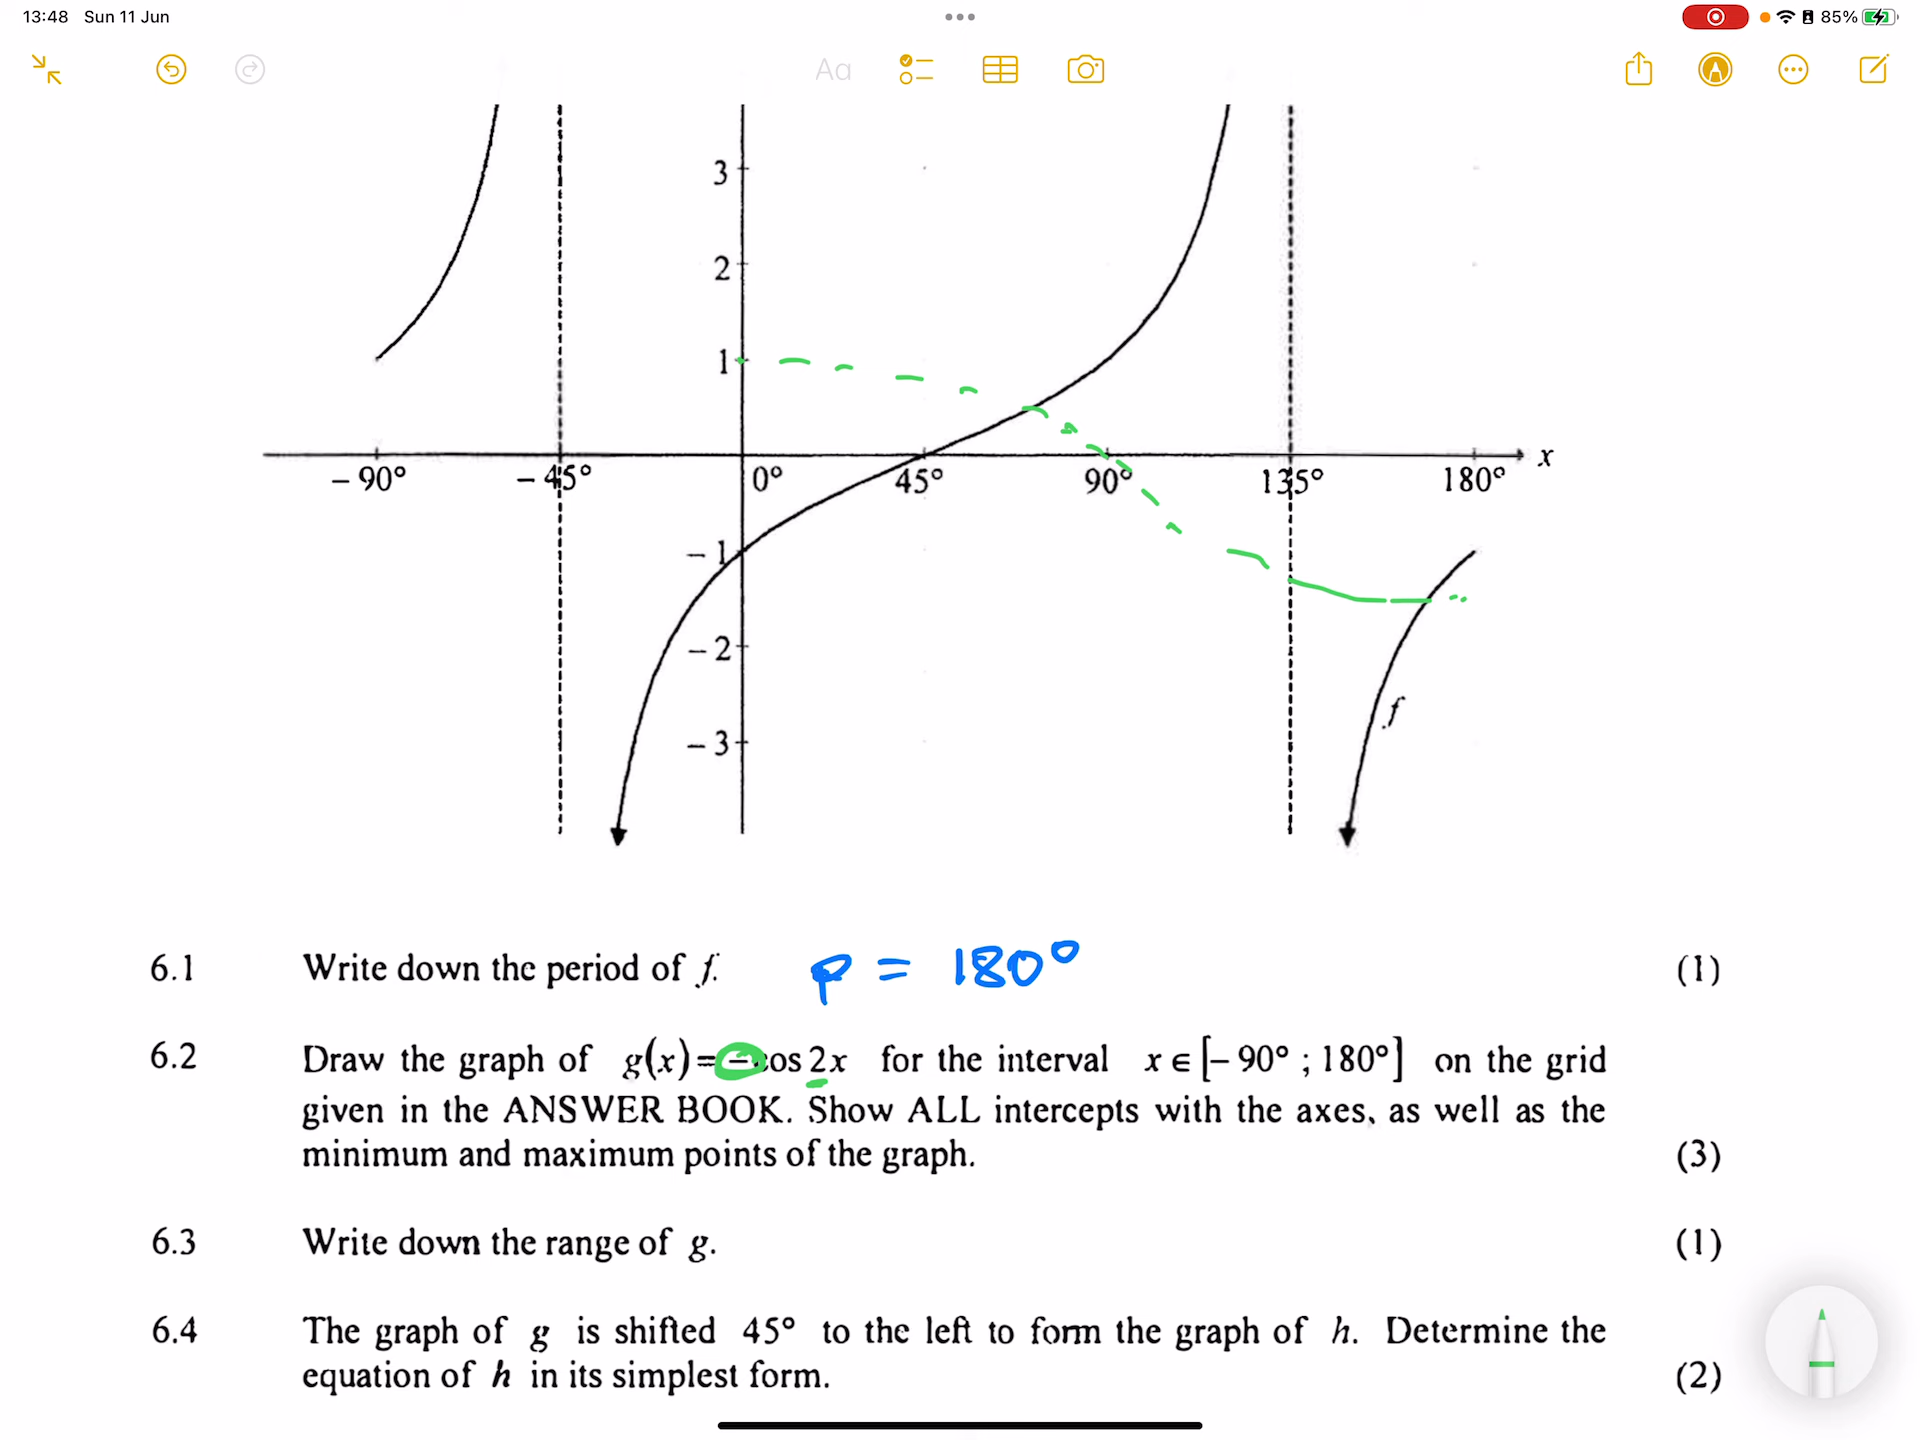 13:48 Sun 11 Jun
85%
Aa
3
2
1
x
– 90° – 45° 0° 45° 90° 135° 180°
– 1
– 2
f
– 3
6.1 Write down the period of f. P = 180° (1)
6.2 Draw the graph of g(x)=–cos 2x for the interval x ∈ [– 90° ; 180°] on the grid
given in the ANSWER BOOK. Show ALL intercepts with the axes, as well as the
minimum and maximum points of the graph. (3)
6.3 Write down the range of g. (1)
6.4 The graph of g is shifted 45° to the left to form the graph of h. Determine the
equation of h in its simplest form. (2)